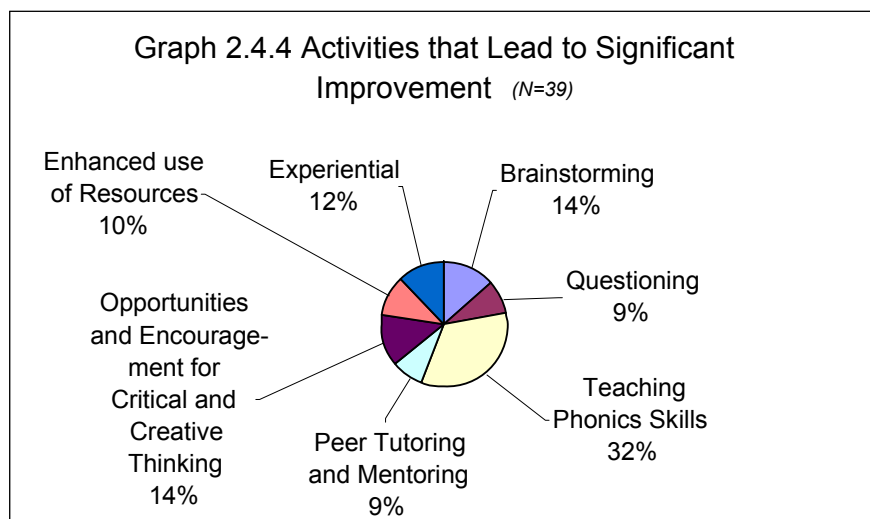 Graph 2.4.4 Activities that Lead to Significant
Improvement (N=39)
Enhanced use
of Resources
10%
Experiential
12%
Brainstorming
14%
Questioning
9%
Teaching
Phonics Skills
32%
Peer Tutoring
and Mentoring
9%
Opportunities
and Encourage-
ment for
Critical and
Creative
Thinking
14%